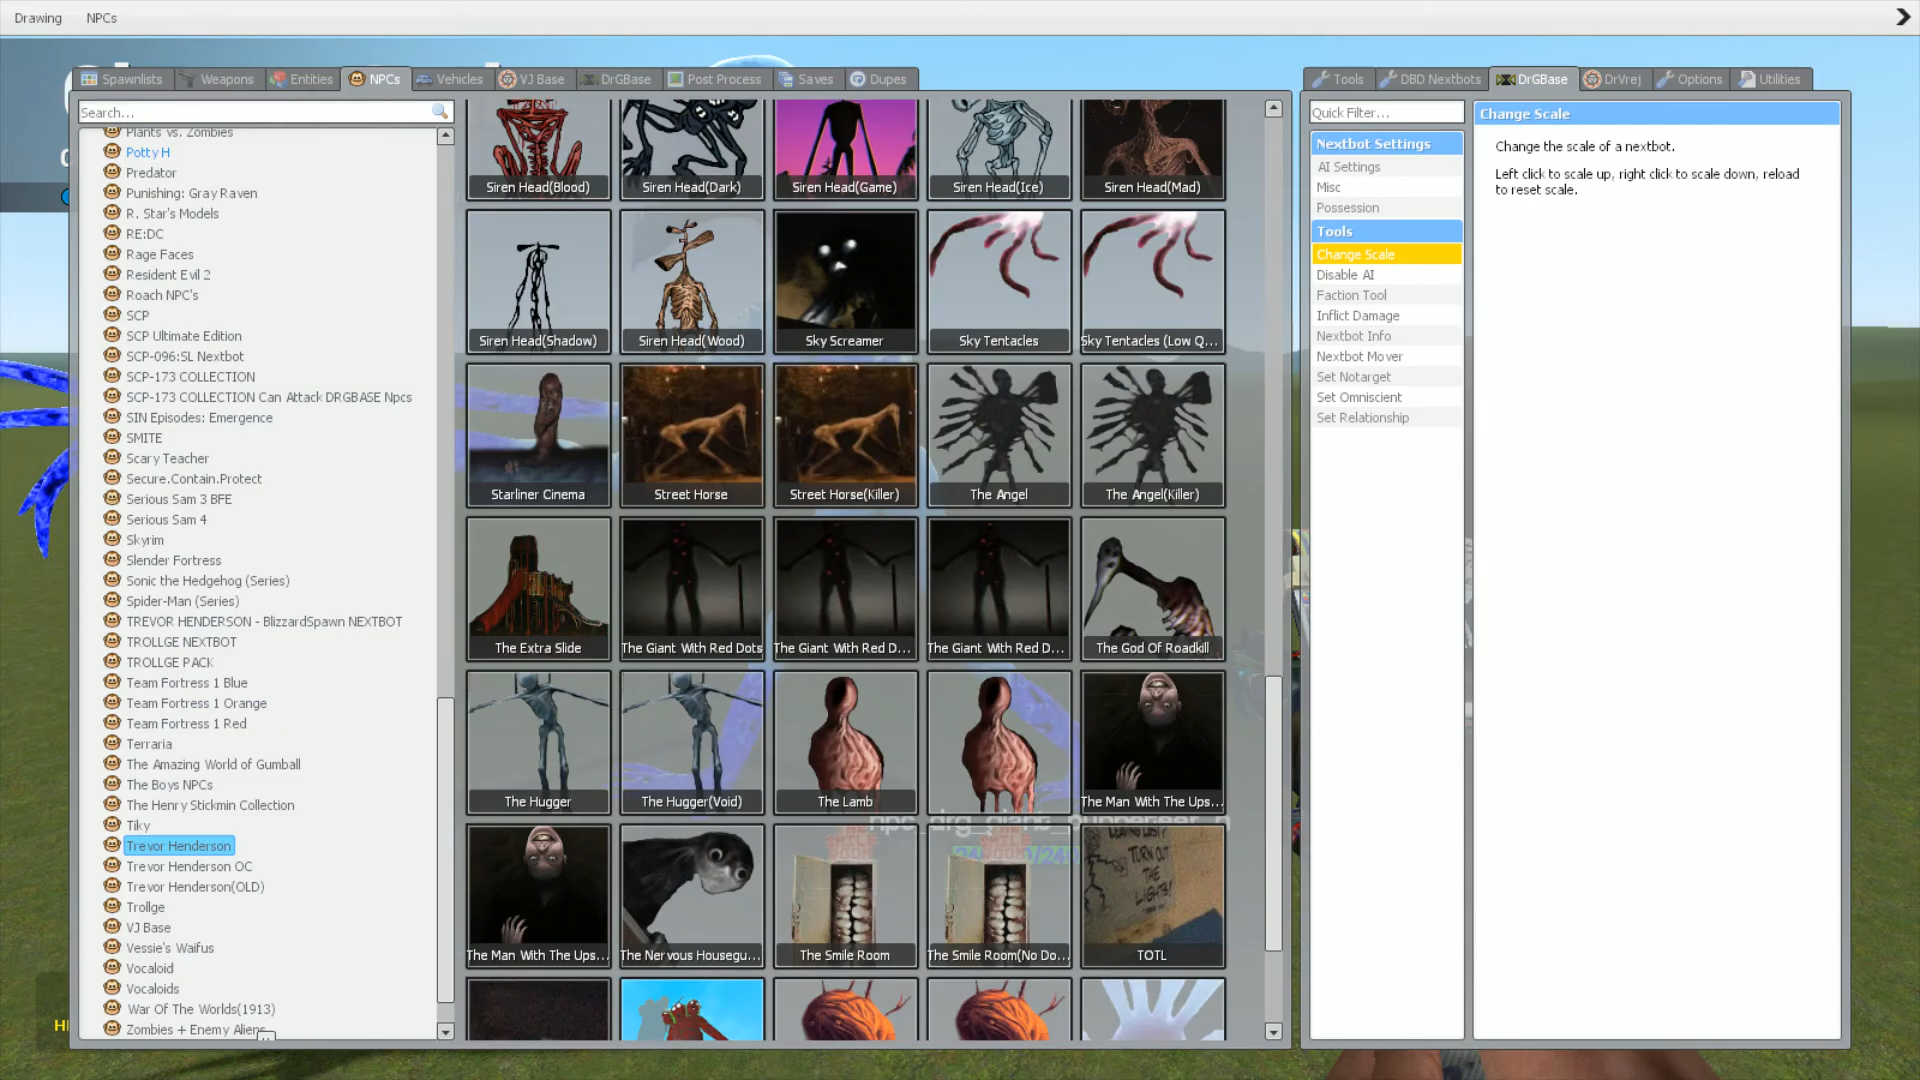 Drawing NPCs
Spawnlists Weapons Entities NPCs Vehicles VJ Base DrGBase Post Process Saves Dupes
Search...
Plants vs. Zombies
Potty H
Predator
Punishing: Gray Raven
R. Star's Models
RE:DC
Rage Faces
Resident Evil 2
Roach NPC's
SCP
SCP Ultimate Edition
SCP-096:SL Nextbot
SCP-173 COLLECTION
SCP-173 COLLECTION Can Attack DRGBASE Npcs
SIN Episodes: Emergence
SMITE
Scary Teacher
Secure.Contain.Protect
Serious Sam 3 BFE
Serious Sam 4
Skyrim
Slender Fortress
Sonic the Hedgehog (Series)
Spider-Man (Series)
TREVOR HENDERSON - BlizzardSpawn NEXTBOT
TROLLGE NEXTBOT
TROLLGE PACK
Team Fortress 1 Blue
Team Fortress 1 Orange
Team Fortress 1 Red
Terraria
The Amazing World of Gumball
The Boys NPCs
The Henry Stickmin Collection
Tiky
Trevor Henderson
Trevor Henderson OC
Trevor Henderson(OLD)
Trollge
VJ Base
Vessie's Waifus
Vocaloid
Vocaloids
War Of The Worlds(1913)
Zombies + Enemy Aliens
Siren Head(Blood) Siren Head(Dark) Siren Head(Game) Siren Head(Ice) Siren Head(Mad)
Siren Head(Shadow) Siren Head(Wood) Sky Screamer Sky Tentacles Sky Tentacles (Low Q...
Starliner Cinema Street Horse Street Horse(Killer) The Angel The Angel(Killer)
The Extra Slide The Giant With Red Dots The Giant With Red D... The Giant With Red D... The God Of Roadkill
The Hugger The Hugger(Void) The Lamb The Man With The Ups...
TURN OUT
THE
LIGHTS!
The Man With The Ups... The Nervous Housegu... The Smile Room The Smile Room(No Do... TOTL
Tools DBD Nextbots DrGBase DrVrej Options Utilities
Quick Filter...
Nextbot Settings
AI Settings
Misc
Possession
Tools
Change Scale
Disable AI
Faction Tool
Inflict Damage
Nextbot Info
Nextbot Mover
Set Notarget
Set Omniscient
Set Relationship
Change Scale
Change the scale of a nextbot.
Left click to scale up, right click to scale down, reload
to reset scale.